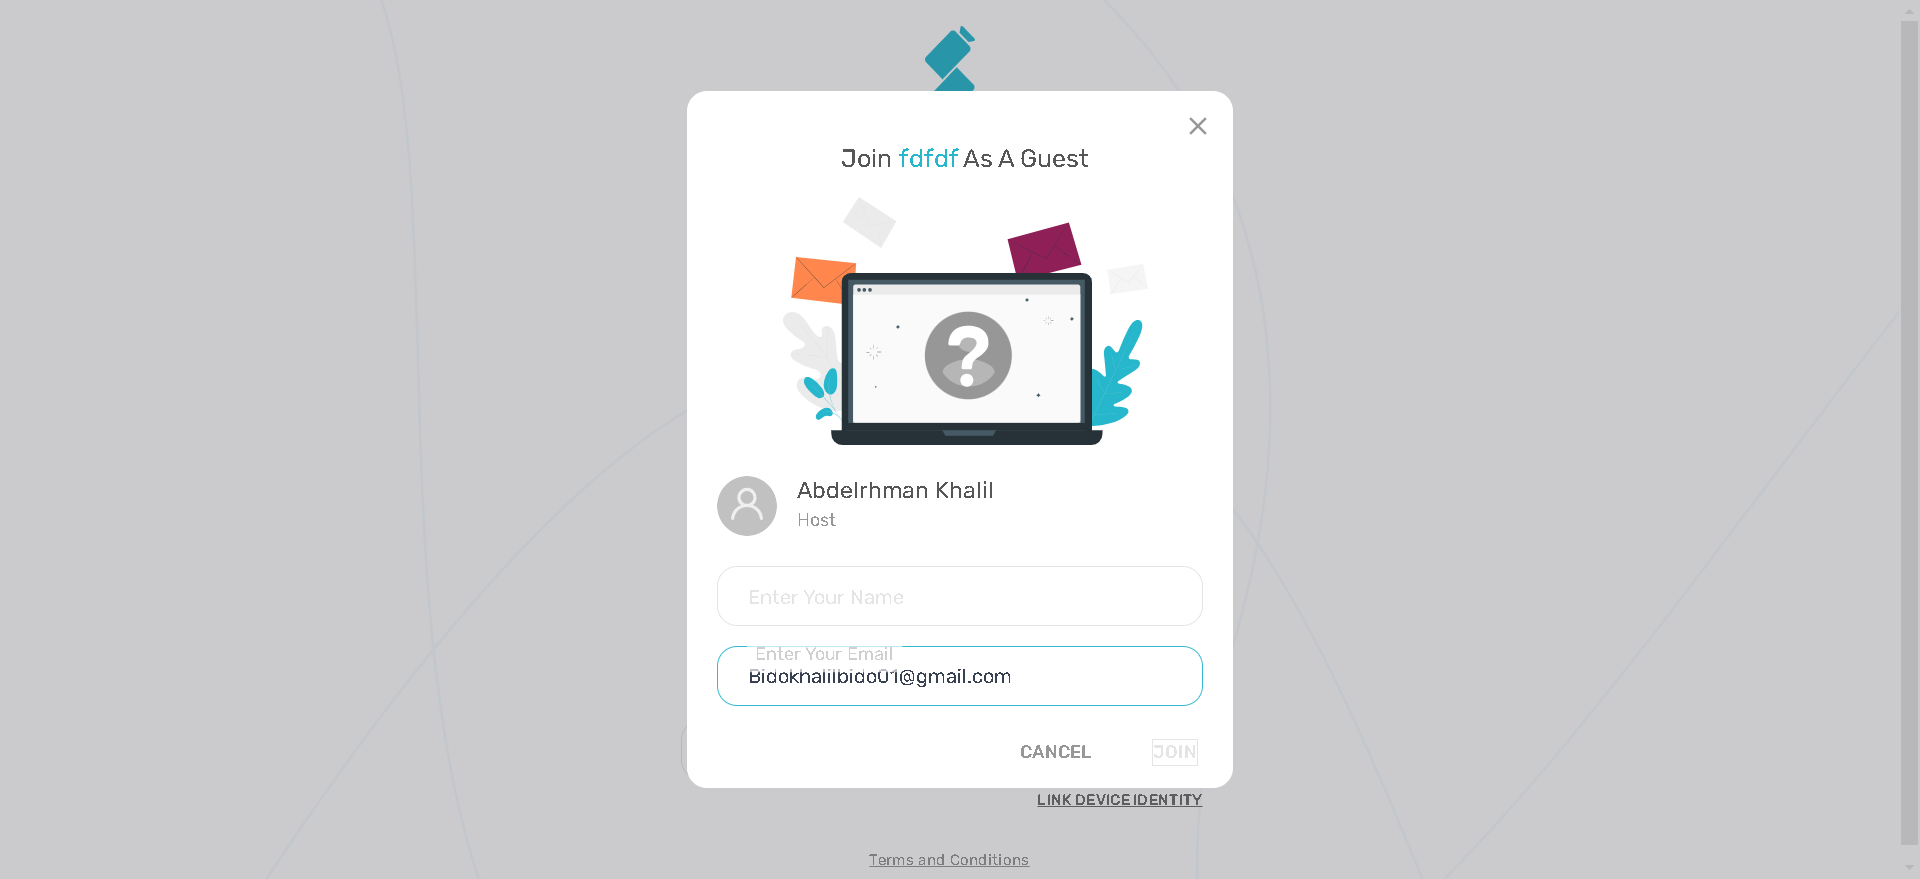 Join fdfdf As A Guest
Abdelrhman Khalil
Host
Enter Your Name
Enter Your Email
Bidokhalilbido01@gmail.com
CANCEL
JOIN
LINK DEVICE IDENTITY
Terms and Conditions